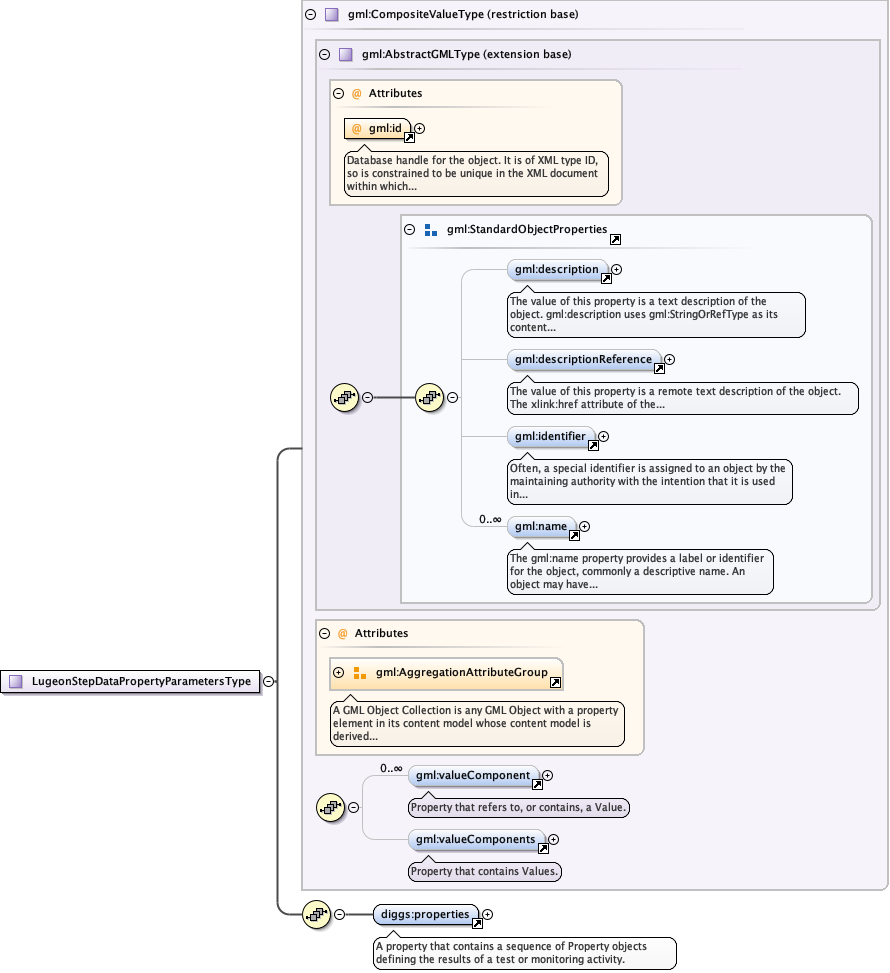 gml:CompositeValueType (restriction base)
gml:AbstractGMLType (extension base)
@ Attributes
@ gml:id
Database handle for the object. It is of XML type ID,
so is constrained to be unique in the XML document
within which...
gml:StandardObjectProperties
gml:description
The value of this property is a text description of the
object. gml:description uses gml:StringOrRefType as its
content...
gml:descriptionReference
The value of this property is a remote text description of the object.
The xlink:href attribute of the...
gml:identifier
Often, a special identifier is assigned to an object by the
maintaining authority with the intention that it is used
in...
0..∞
gml:name
The gml:name property provides a label or identifier
for the object, commonly a descriptive name. An
object may have...
@ Attributes
gml:AggregationAttributeGroup
A GML Object Collection is any GML Object with a property
element in its content model whose content model is
derived...
LugeonStepDataPropertyParametersType
0..∞
gml:valueComponent
Property that refers to, or contains, a Value.
gml:valueComponents
Property that contains Values.
diggs:properties
A property that contains a sequence of Property objects
defining the results of a test or monitoring activity.